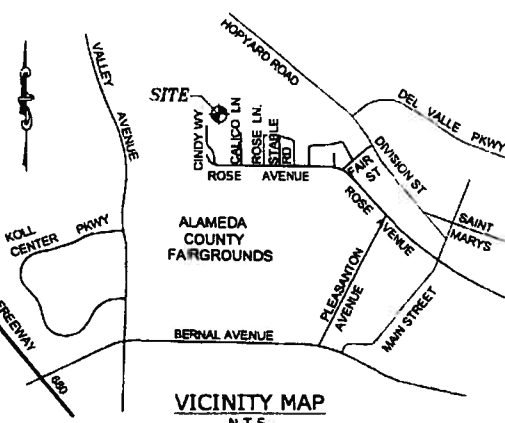 HOPYARD ROAD
VALLEY AVENUE
SITE
DEL VALLE PKWY
CINDY WY.
CALICO LN
ROSE LN.
STABLE
RD
DIVISION ST
FAIR
ST
ROSE AVENUE
ROSE AVENUE
SAINT
MARYS
KOLL
CENTER PKWY
ALAMEDA
COUNTY
FAIRGROUNDS
PLEASANTON
AVENUE
MAIN STREET
BERNAL AVENUE
FREEWAY
680
VICINITY MAP
N.T.S.